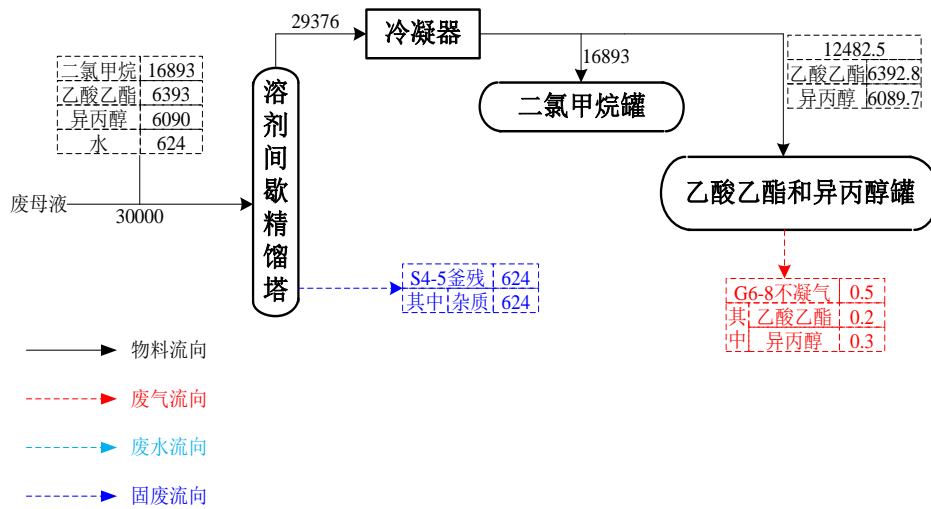 29376
冷凝器
16893
12482.5
乙酸乙酯 6392.8
异丙醇 6089.7
二氯甲烷 16893
乙酸乙酯 6393
异丙醇 6090
水 624
废母液
30000
溶剂间歇精馏塔
二氯甲烷罐
乙酸乙酯和异丙醇罐
S4-5釜残 624
其中 杂质 624
G6-8不凝气 0.5
其中
乙酸乙酯 0.2
异丙醇 0.3
物料流向
废气流向
废水流向
固废流向